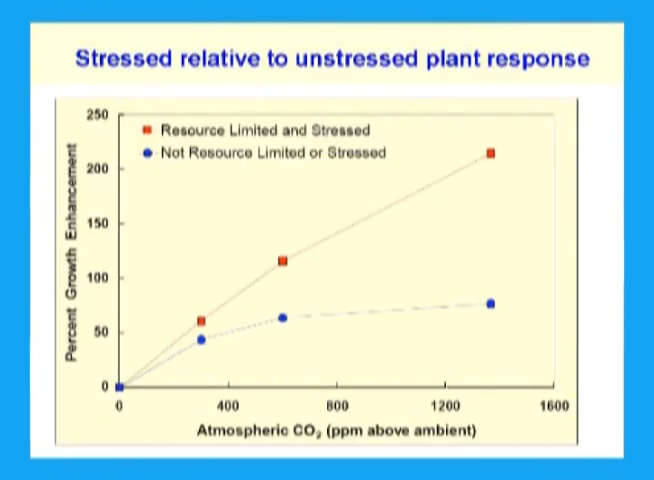 Stressed relative to unstressed plant response
Resource Limited and Stressed
Not Resource Limited or Stressed
Percent Growth Enhancement
250
200
150
100
50
0
0 400 800 1200 1600
Atmospheric CO₂ (ppm above ambient)